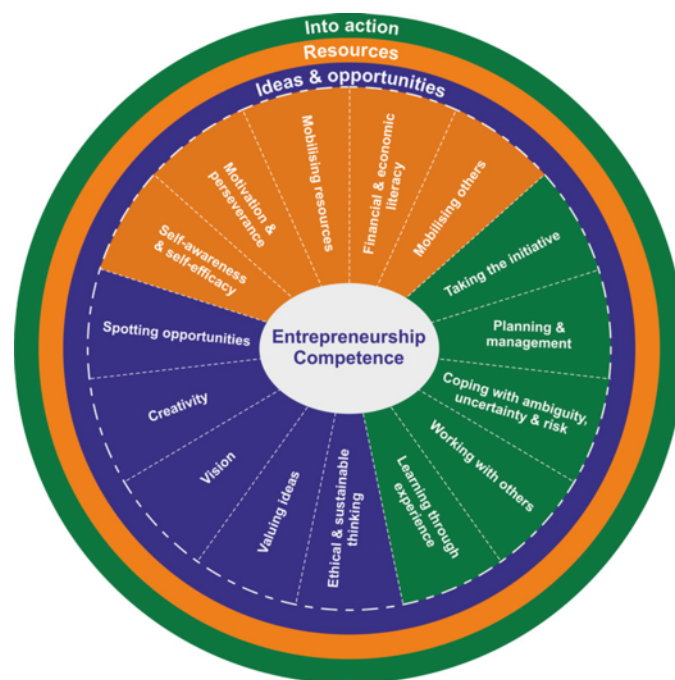 Into action
Resources
Ideas & opportunities
Mobilising resources
Financial & economic
literacy
Mobilising others
Motivation &
perseverance
Self-awareness
& self-efficacy
Taking the initiative
Spotting opportunities
Entrepreneurship
Competence
Planning &
management
Creativity
Coping with ambiguity,
uncertainty & risk
Vision
Working with others
Valuing ideas
Ethical & sustainable
thinking
Learning through
experience